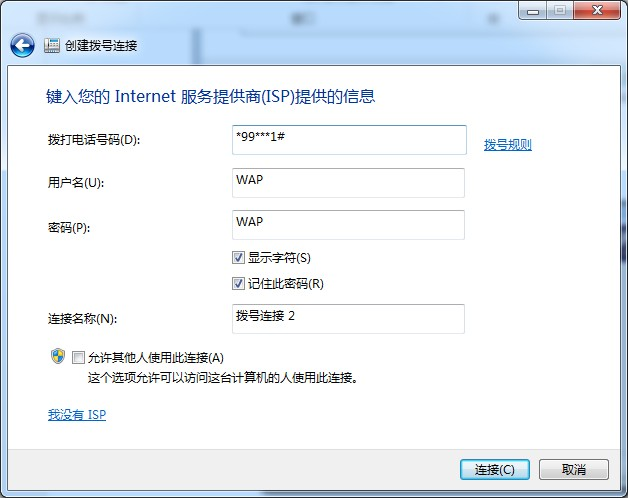 创建拨号连接
键入您的 Internet 服务提供商(ISP)提供的信息
拨打电话号码(D): *99***1# 拨号规则
用户名(U): WAP
密码(P): WAP
显示字符(S)
记住此密码(R)
连接名称(N): 拨号连接 2
允许其他人使用此连接(A)
这个选项允许可以访问这台计算机的人使用此连接。
我没有 ISP
连接(C) 取消